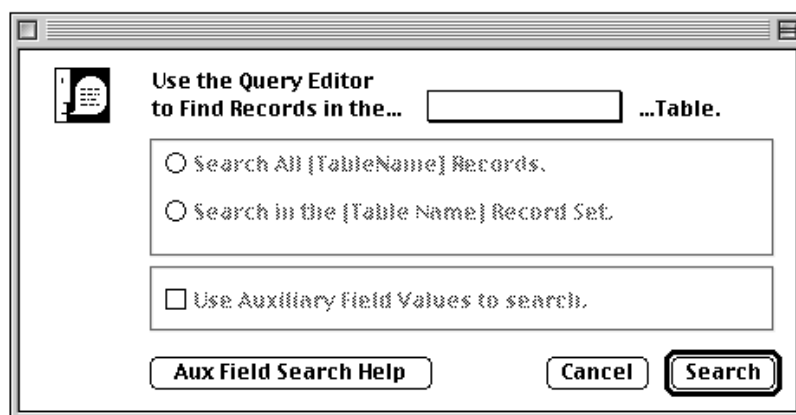 Use the Query Editor
to Find Records in the... ...Table.
Search All [TableName] Records.
Search in the [Table Name] Record Set.
Use Auxiliary Field Values to search.
Aux Field Search Help Cancel Search